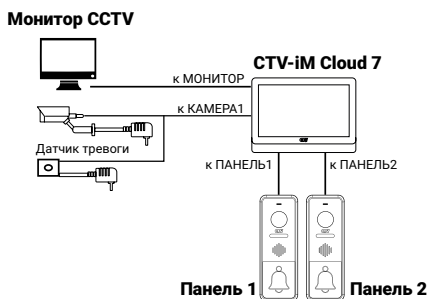 Монитор CCTV
CTV-iM Cloud 7
к МОНИТОР
к КАМЕРА1
Датчик тревоги
к ПАНЕЛЬ1
к ПАНЕЛЬ2
Панель 1
Панель 2